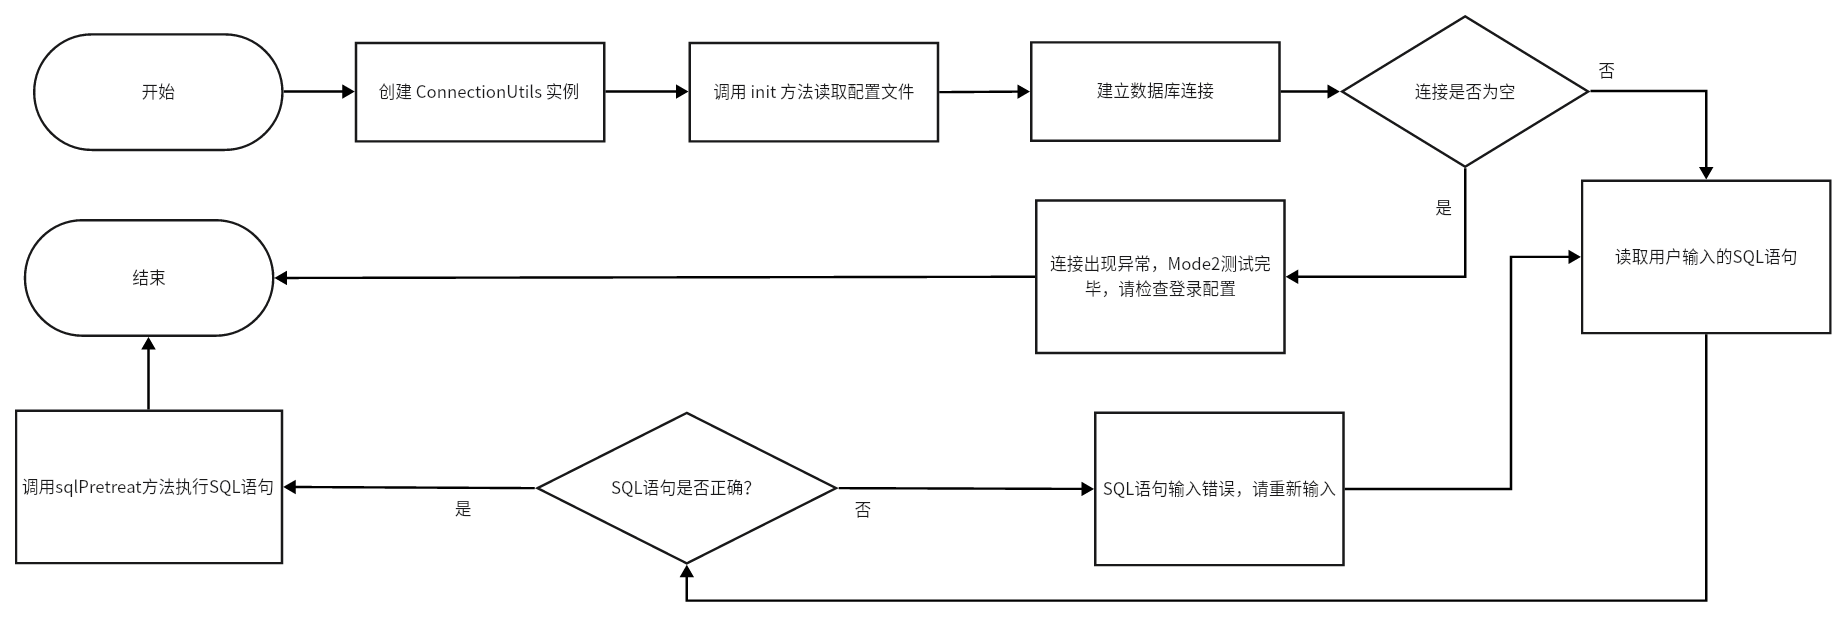 开始
创建 ConnectionUtils 实例
调用 init 方法读取配置文件
建立数据库连接
连接是否为空
否
是
结束
连接出现异常，Mode2测试完
毕，请检查登录配置
读取用户输入的SQL语句
调用sqlPretreat方法执行SQL语句
是
SQL语句是否正确？
否
SQL语句输入错误，请重新输入